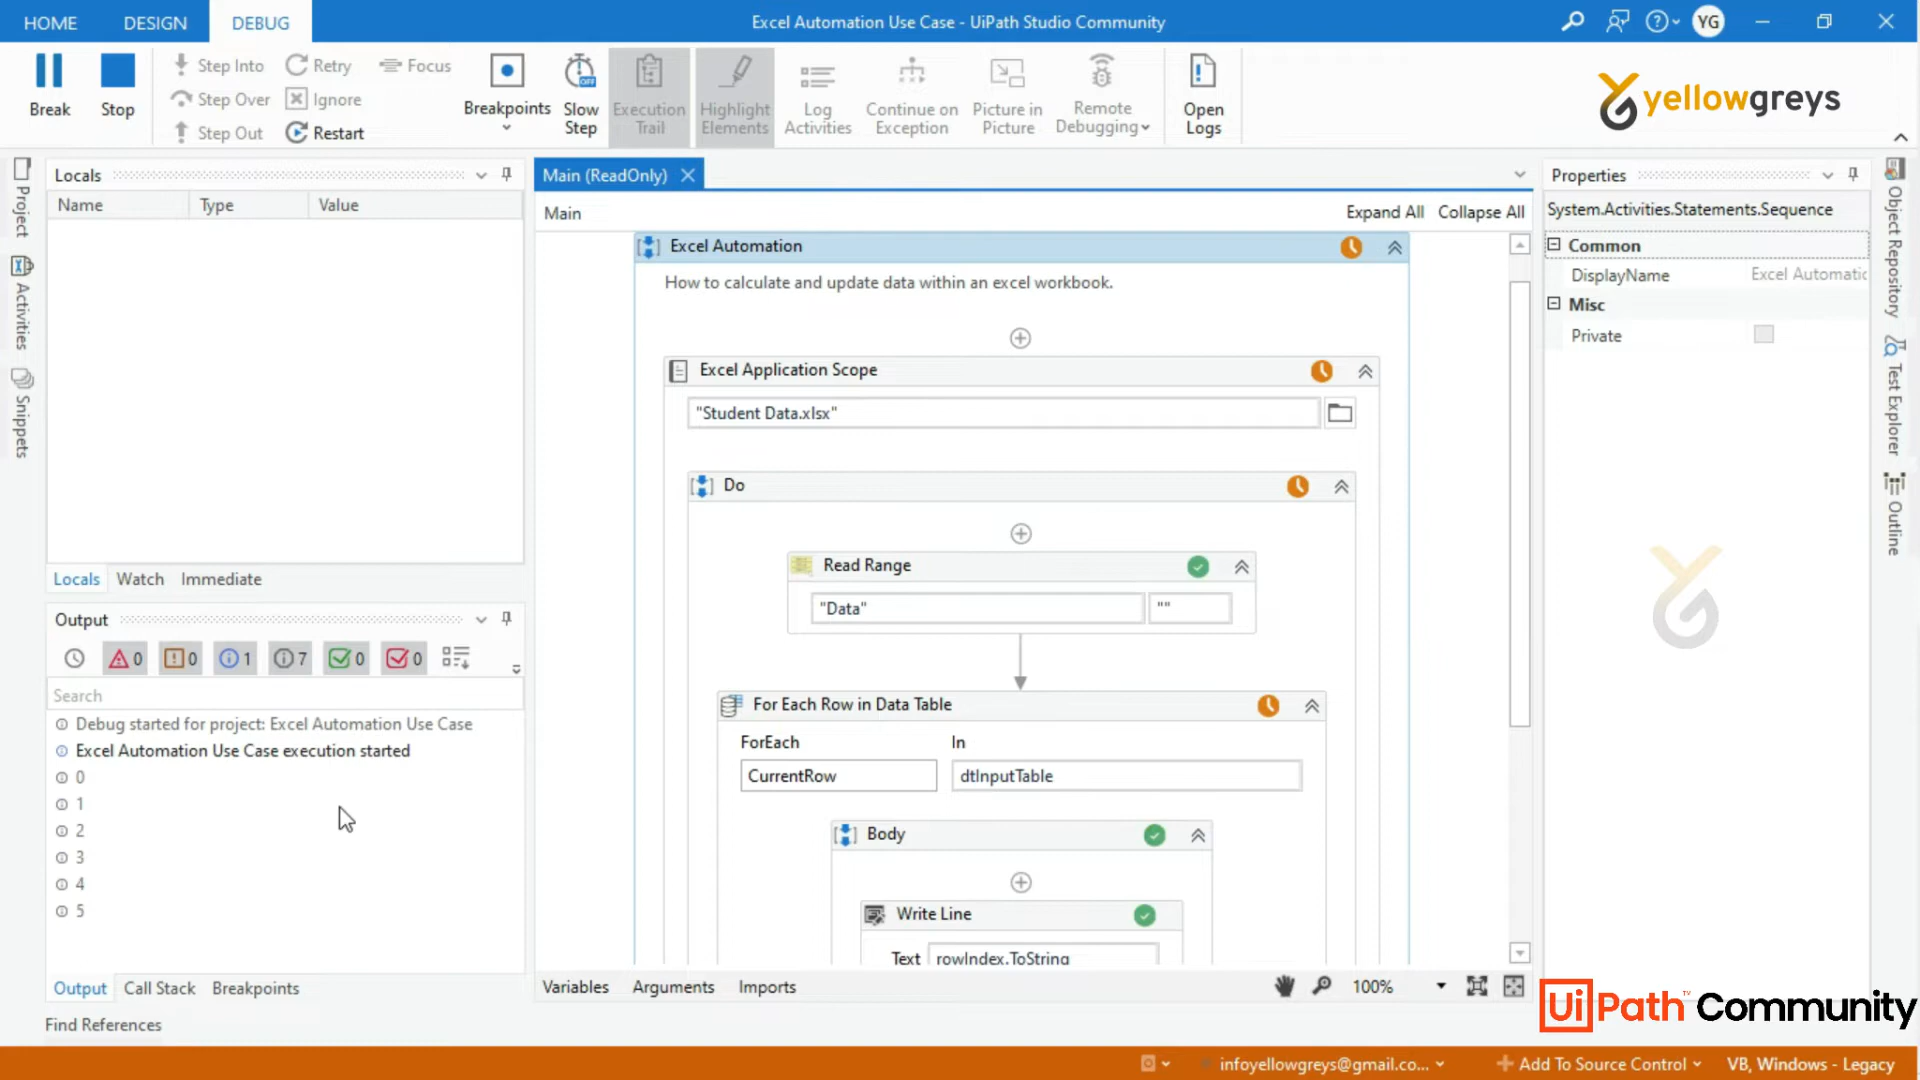 HOME DESIGN DEBUG Excel Automation Use Case - UiPath Studio Community YG
Break Stop Step Into Retry Focus Breakpoints Slow Step Execution Trail Highlight Elements Log Activities Continue on Exception Picture in Picture Remote Debugging Open Logs
Step Over Ignore
Step Out Restart
OFF
yellowgreys
Project
Activities
Snippets
Locals
Name Type Value
Locals Watch Immediate
Output
0 0 1 7 0 0
Search
Debug started for project: Excel Automation Use Case
Excel Automation Use Case execution started
0
1
2
3
4
5
Output Call Stack Breakpoints
Find References
Main (ReadOnly)
Main Expand All Collapse All
Excel Automation
How to calculate and update data within an excel workbook.
Excel Application Scope
"Student Data.xlsx"
Do
Read Range
"Data" ""
For Each Row in Data Table
ForEach In
CurrentRow dtInputTable
Body
Write Line
Text rowIndex.ToString
Variables Arguments Imports 100%
Properties
System.Activities.Statements.Sequence
Common
DisplayName Excel Automatic
Misc
Private
Object Repository
Test Explorer
Outline
UiPath™ Community
infoyellowgreys@gmail.co... Add To Source Control VB, Windows - Legacy